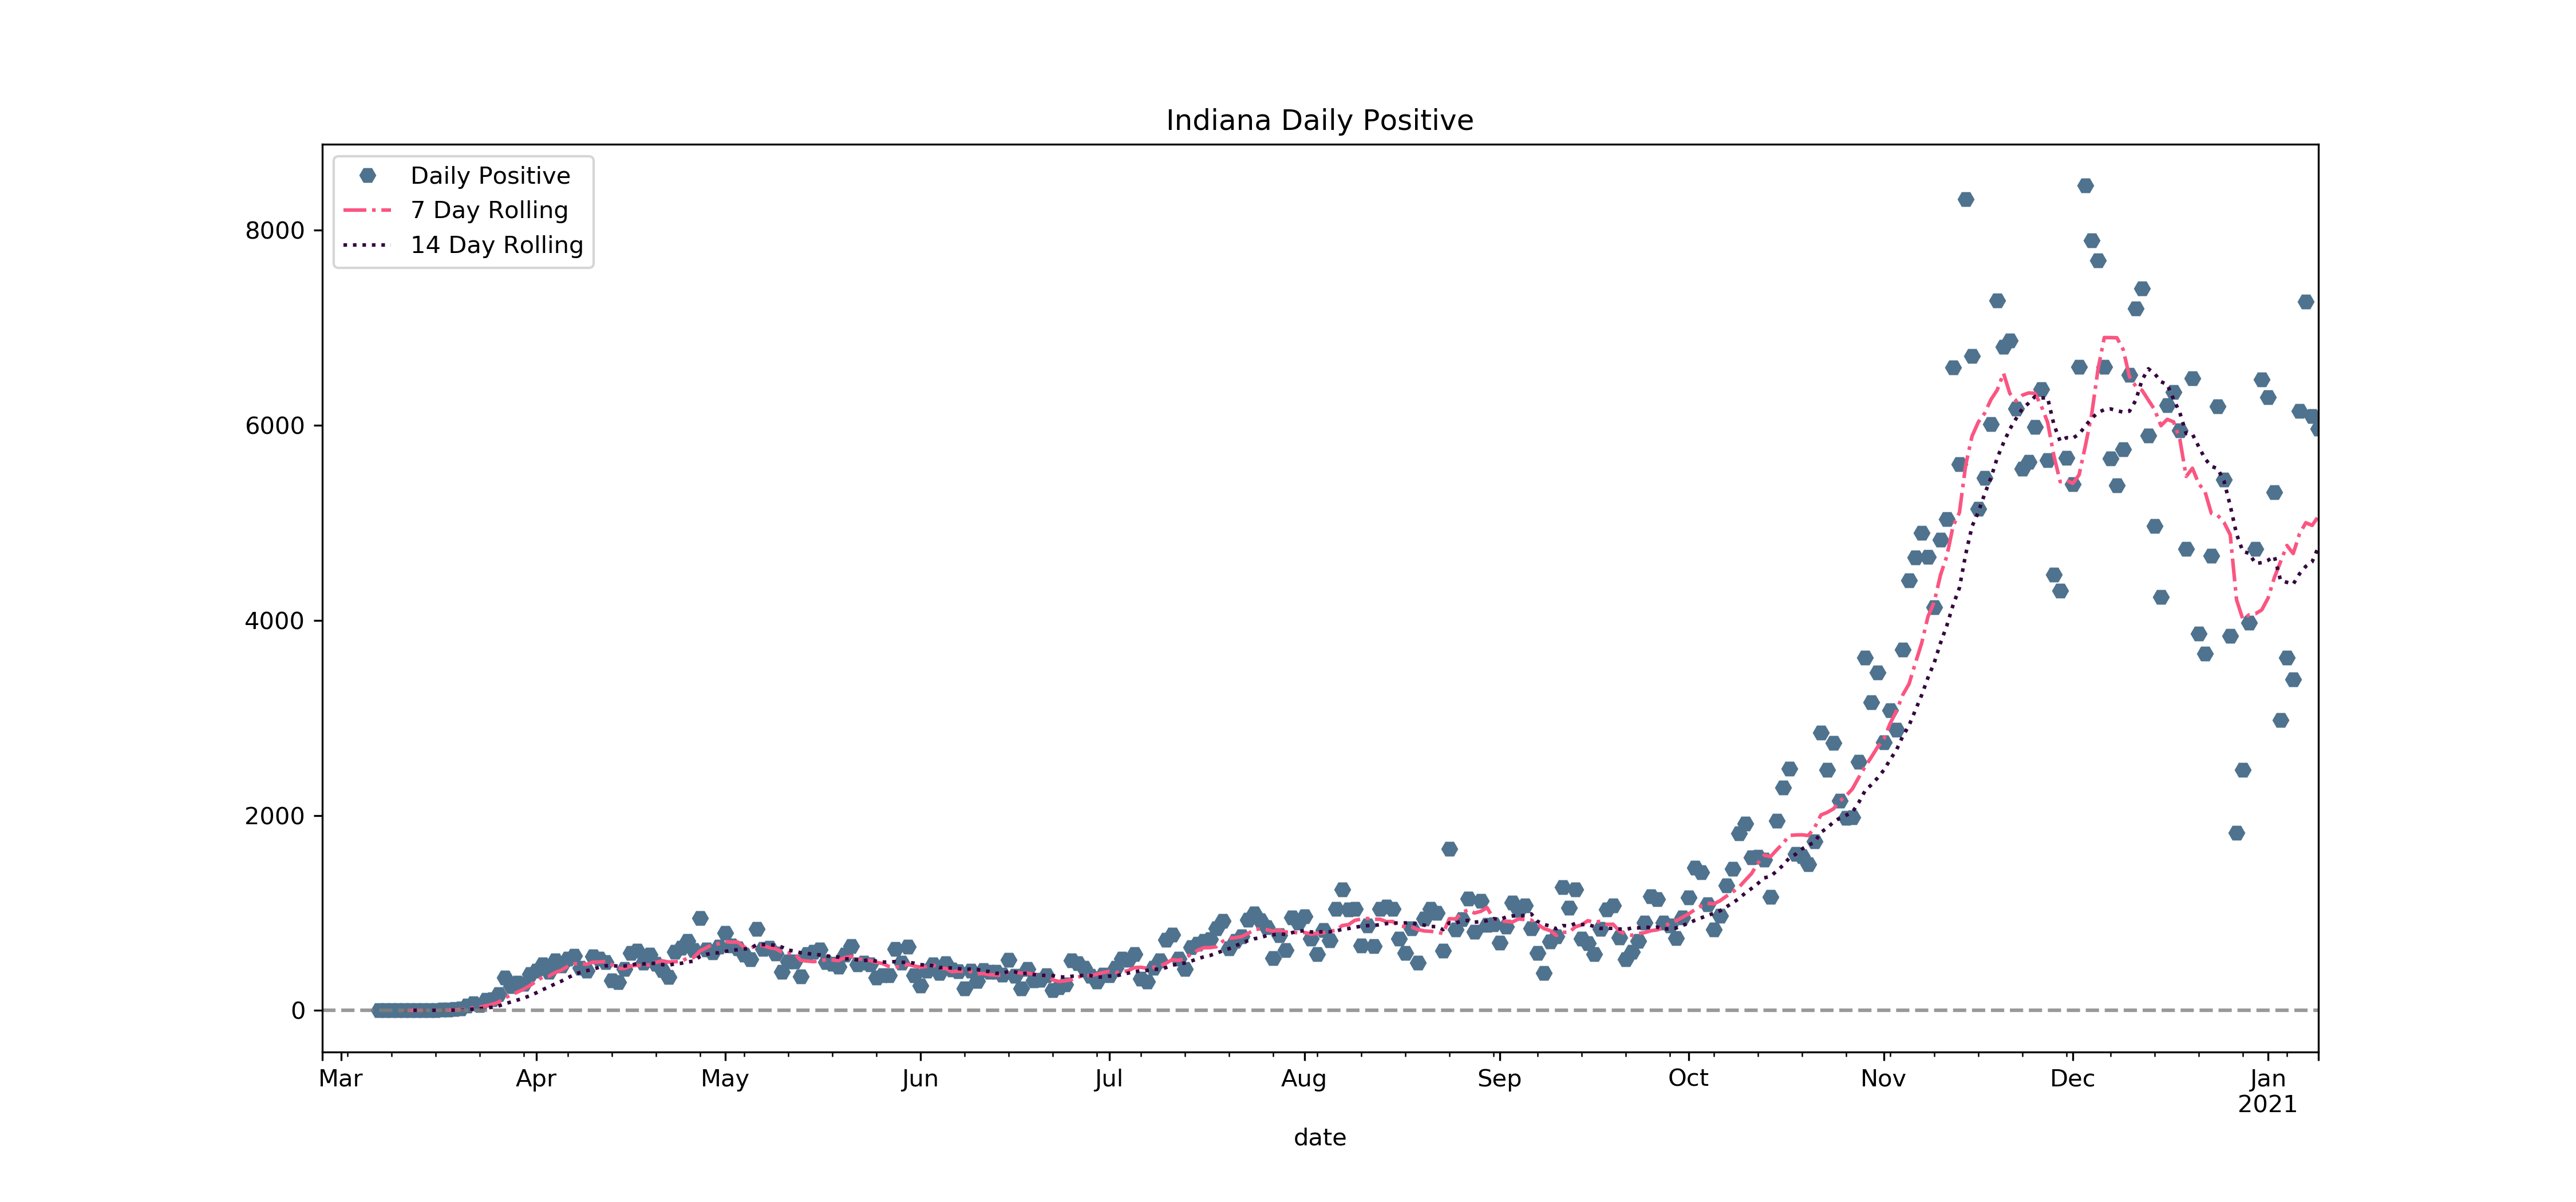 Indiana Daily Positive
Daily Positive
7 Day Rolling
14 Day Rolling
8000
6000
4000
2000
0
Mar Apr May Jun Jul Aug Sep Oct Nov Dec Jan
2021
date